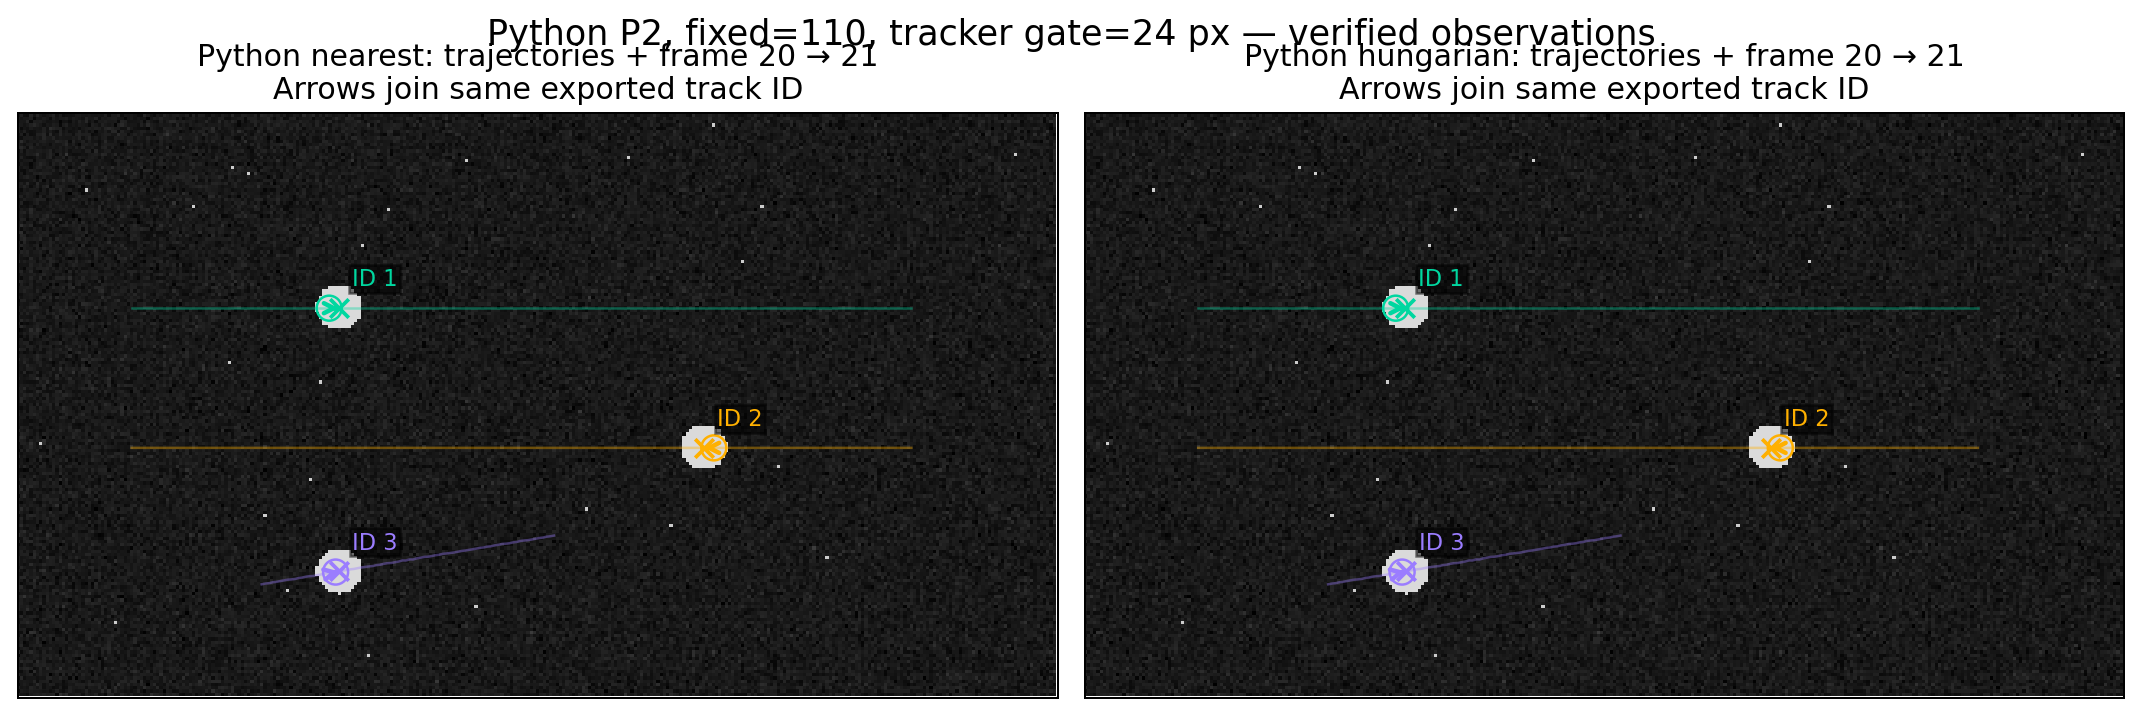 Python P2, fixed=110, tracker gate=24 px — verified observations
Python nearest: trajectories + frame 20 → 21
Arrows join same exported track ID
ID 1
ID 2
ID 3
Python hungarian: trajectories + frame 20 → 21
Arrows join same exported track ID
ID 1
ID 2
ID 3